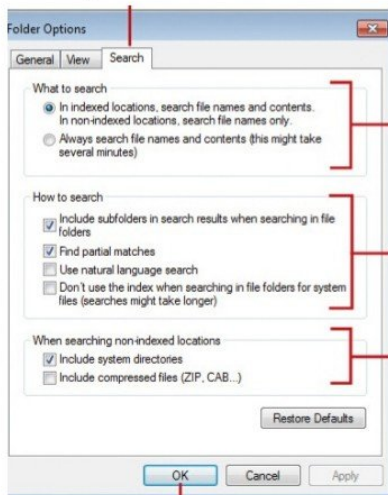 Folder Options
General View Search
What to search
In indexed locations, search file names and contents.
In non-indexed locations, search file names only.
Always search file names and contents (this might take
several minutes)
How to search
Include subfolders in search results when searching in file
folders
Find partial matches
Use natural language search
Don't use the index when searching in file folders for system
files (searches might take longer)
When searching non-indexed locations
Include system directories
Include compressed files (ZIP, CAB...)
Restore Defaults
OK Cancel Apply